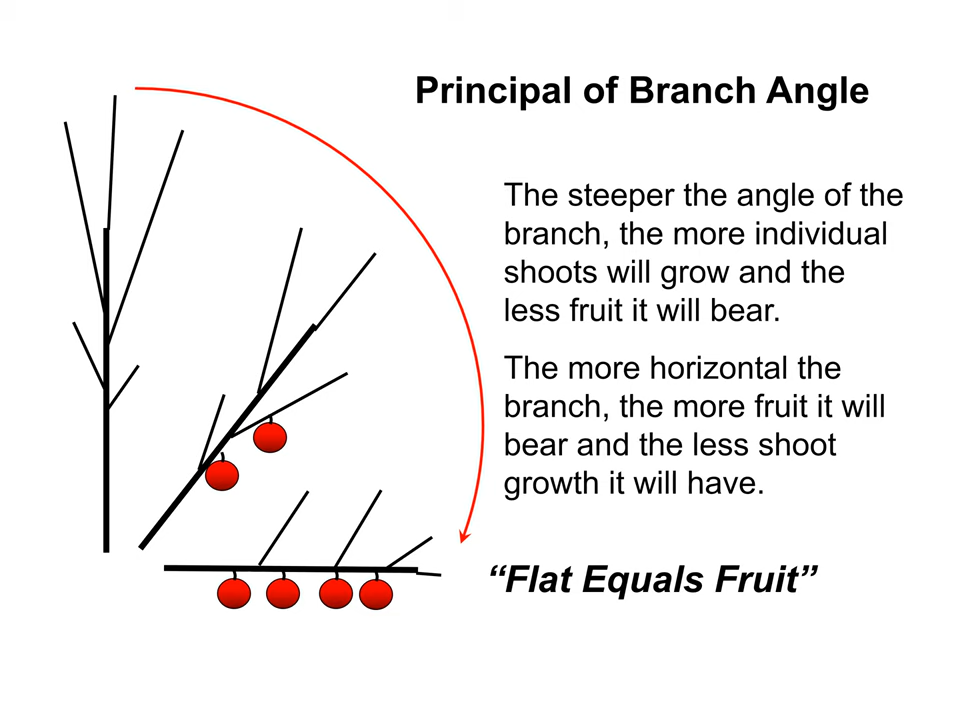 Principal of Branch Angle
The steeper the angle of the
branch, the more individual
shoots will grow and the
less fruit it will bear.
The more horizontal the
branch, the more fruit it will
bear and the less shoot
growth it will have.
“Flat Equals Fruit”